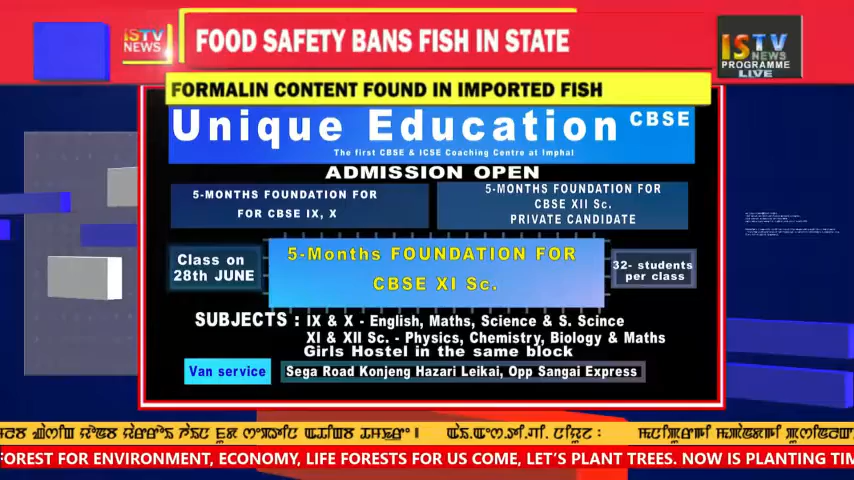 ISTV
NEWS
FOOD SAFETY BANS FISH IN STATE
ISTV
NEWS
PROGRAMME
LIVE
FORMALIN CONTENT FOUND IN IMPORTED FISH
Unique Education CBSE
The first CBSE & ICSE Coaching Centre at Imphal
ADMISSION OPEN
5-MONTHS FOUNDATION FOR
FOR CBSE IX, X
5-MONTHS FOUNDATION FOR
CBSE XII Sc.
PRIVATE CANDIDATE
Class on
28th JUNE
5-Months FOUNDATION FOR
CBSE XI Sc.
32- students
per class
SUBJECTS : IX & X - English, Maths, Science & S. Scince
XI & XII Sc. - Physics, Chemistry, Biology & Maths
Girls Hostel in the same block
Van service
Sega Road Konjeng Hazari Leikai, Opp Sangai Express
FOREST FOR ENVIRONMENT, ECONOMY, LIFE FORESTS FOR US COME, LET'S PLANT TREES. NOW IS PLANTING TIM